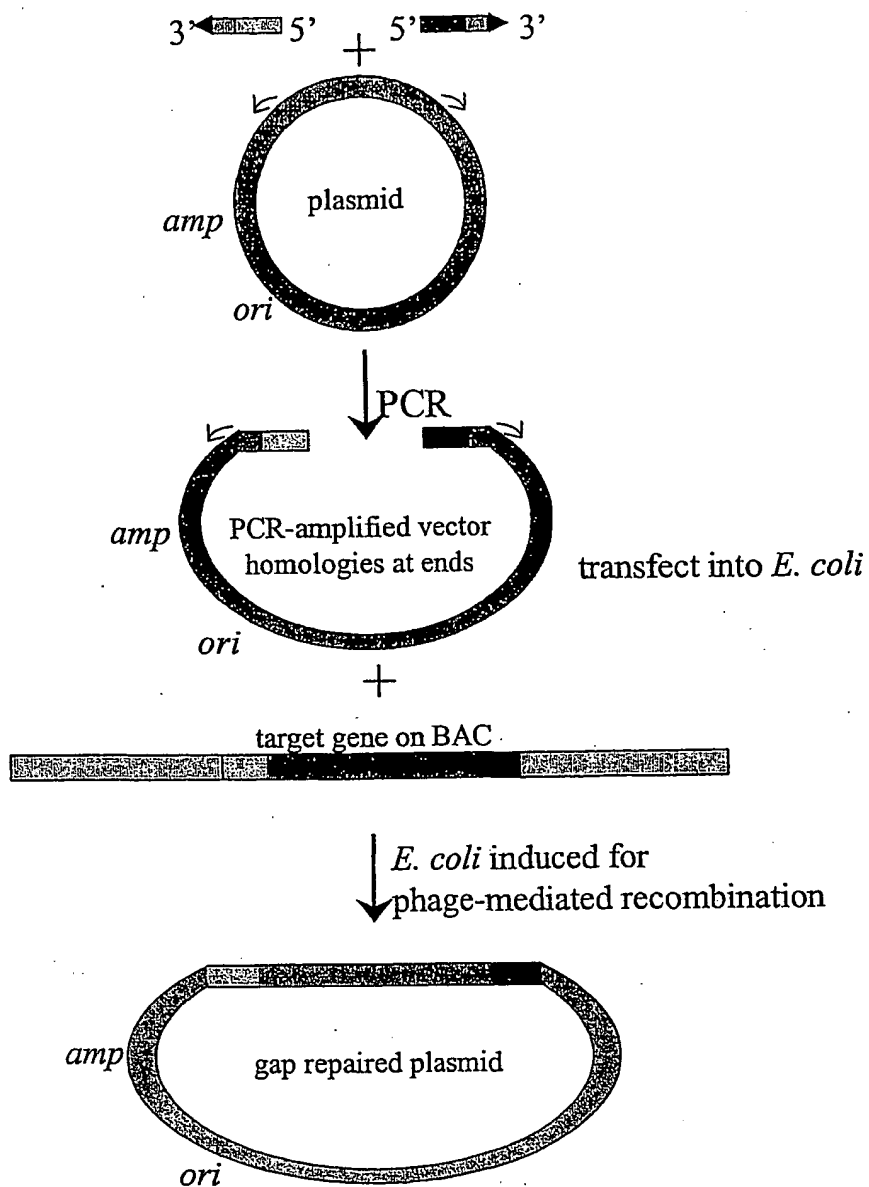 3' 5' 5' 3'
+
plasmid
amp
ori
PCR
amp
PCR-amplified vector
homologies at ends
transfect into E. coli
ori
+
target gene on BAC
E. coli induced for
phage-mediated recombination
amp
gap repaired plasmid
ori